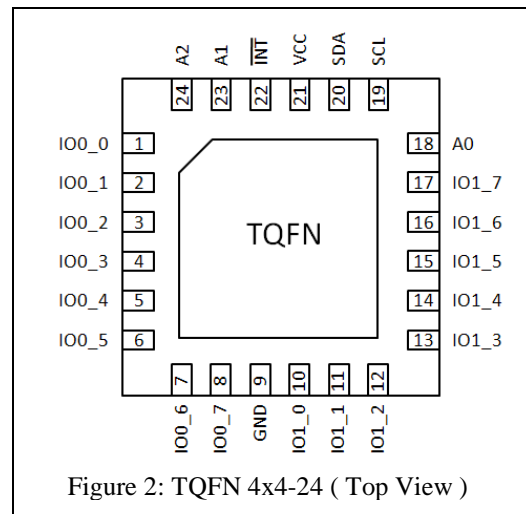 A2 A1 INT VCC SDA SCL
24 23 22 21 20 19
IO0_0 1 18 A0
IO0_1 2 17 IO1_7
IO0_2 3 16 IO1_6
TQFN
IO0_3 4 15 IO1_5
IO0_4 5 14 IO1_4
IO0_5 6 13 IO1_3
7 8 9 10 11 12
IO0_6 IO0_7 GND IO1_0 IO1_1 IO1_2
Figure 2: TQFN 4x4-24 ( Top View )